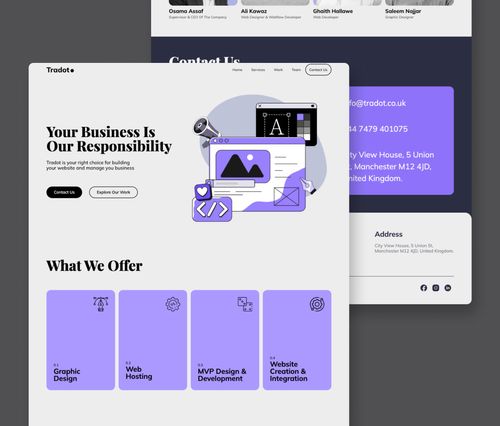 Osama Assaf
Supervisor & CEO Of The Company
Ali Kawaz
Web Designer & Webflow Developer
Ghaith Hallawe
Web Developer
Saleem Najjar
Graphic Designer
Contact Us
Tradot
Home
Services
Work
Team
Contact Us
Your Business Is
Our Responsibility
Tradot is your right choice for building
your website and manage you business
Contact Us
Explore Our Work
A
</>
fo@tradot.co.uk
44 7479 401075
ity View House, 5 Union
t, Manchester M12 4JD,
nited Kingdom.
Address
City View House, 5 Union St,
Manchester M12 4JD, United Kingdom.
What We Offer
0.1
Graphic
Design
0.2
Web
Hosting
0.3
MVP Design &
Development
0.4
Website
Creation &
Integration